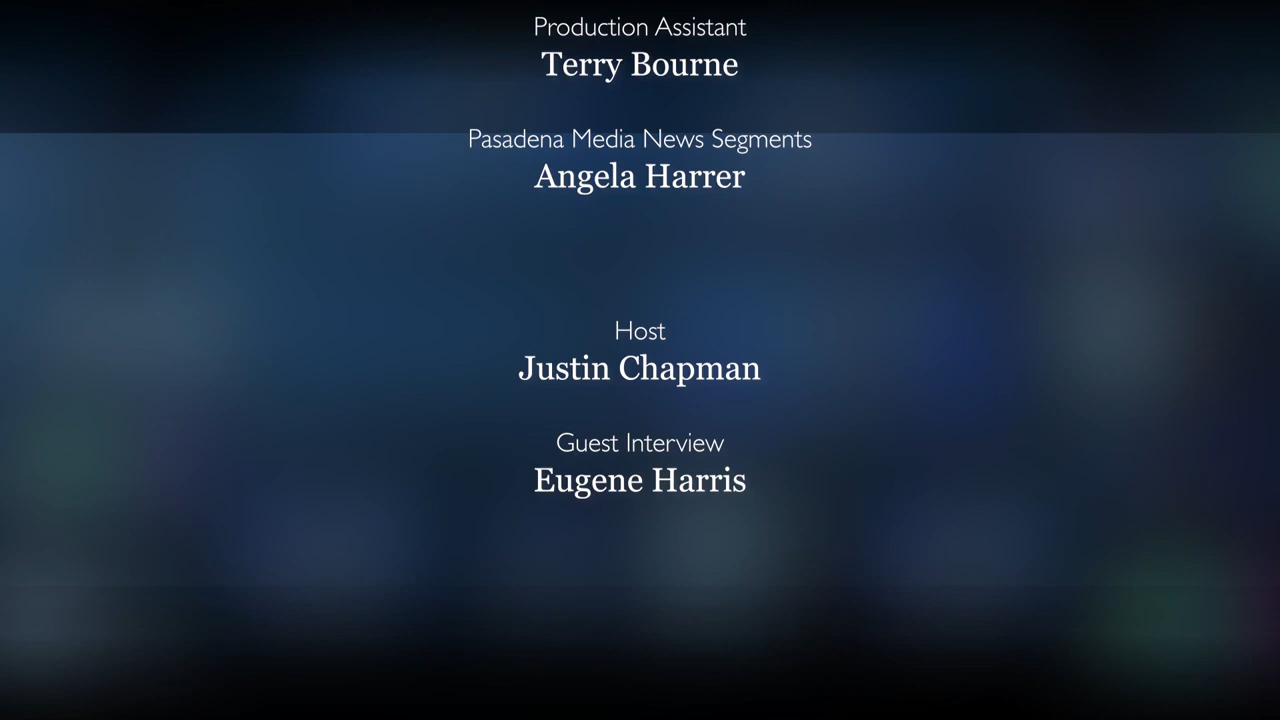 Production Assistant
Terry Bourne
Pasadena Media News Segments
Angela Harrer
Host
Justin Chapman
Guest Interview
Eugene Harris